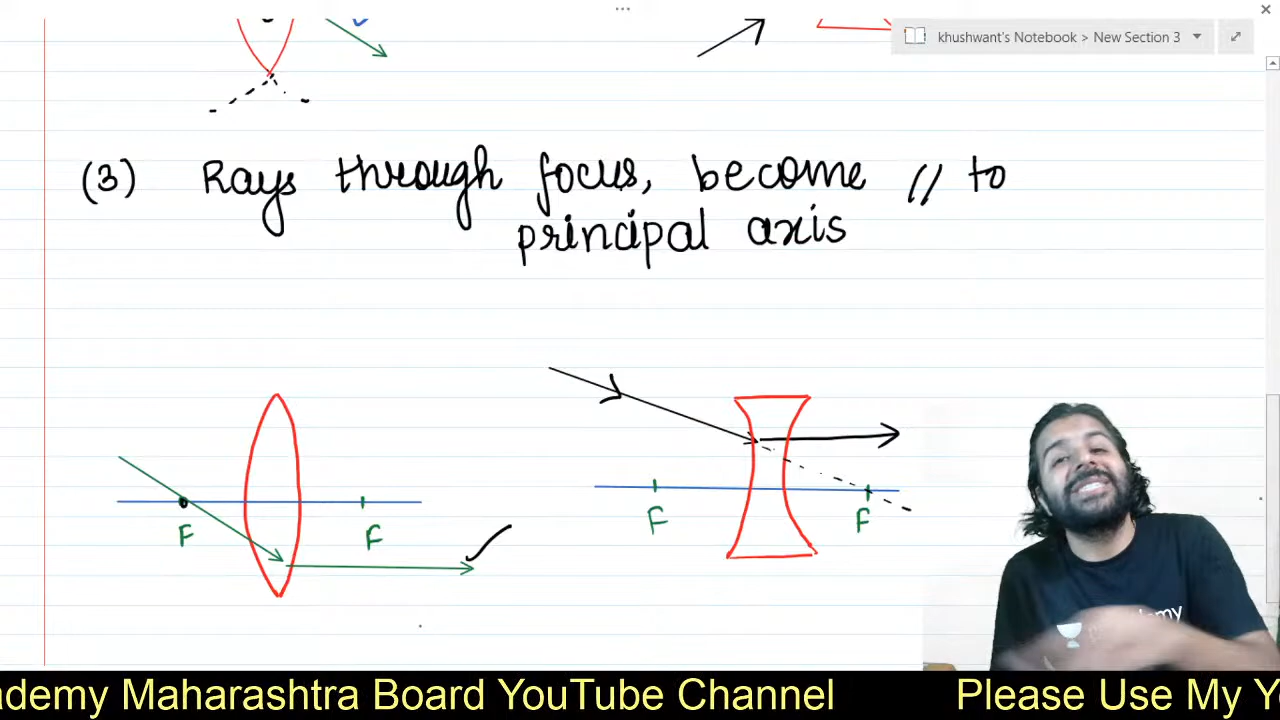 khushwant's Notebook > New Section 3
(3) Rays through focus, become // to
principal axis
F
F
F
F
ademy Maharashtra Board YouTube Channel
Please Use My Y